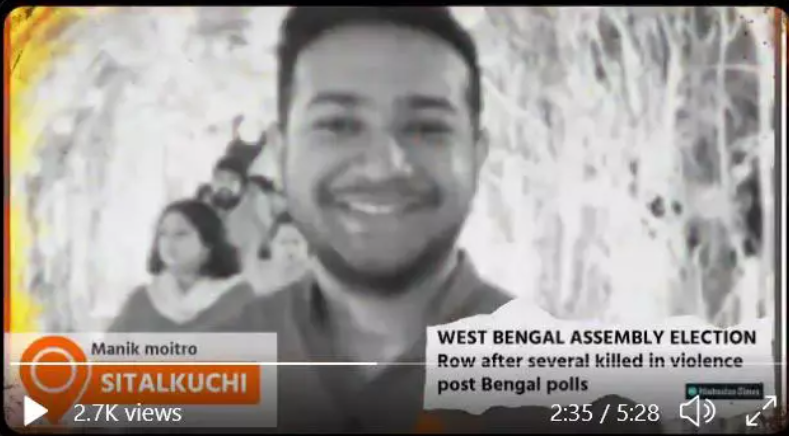 WEST BENGAL ASSEMBLY ELECTION
Row after several killed in violence
post Bengal polls
Manik moitro
SITALKUCHI
Hindustan Times
2.7K views
2:35 / 5:28